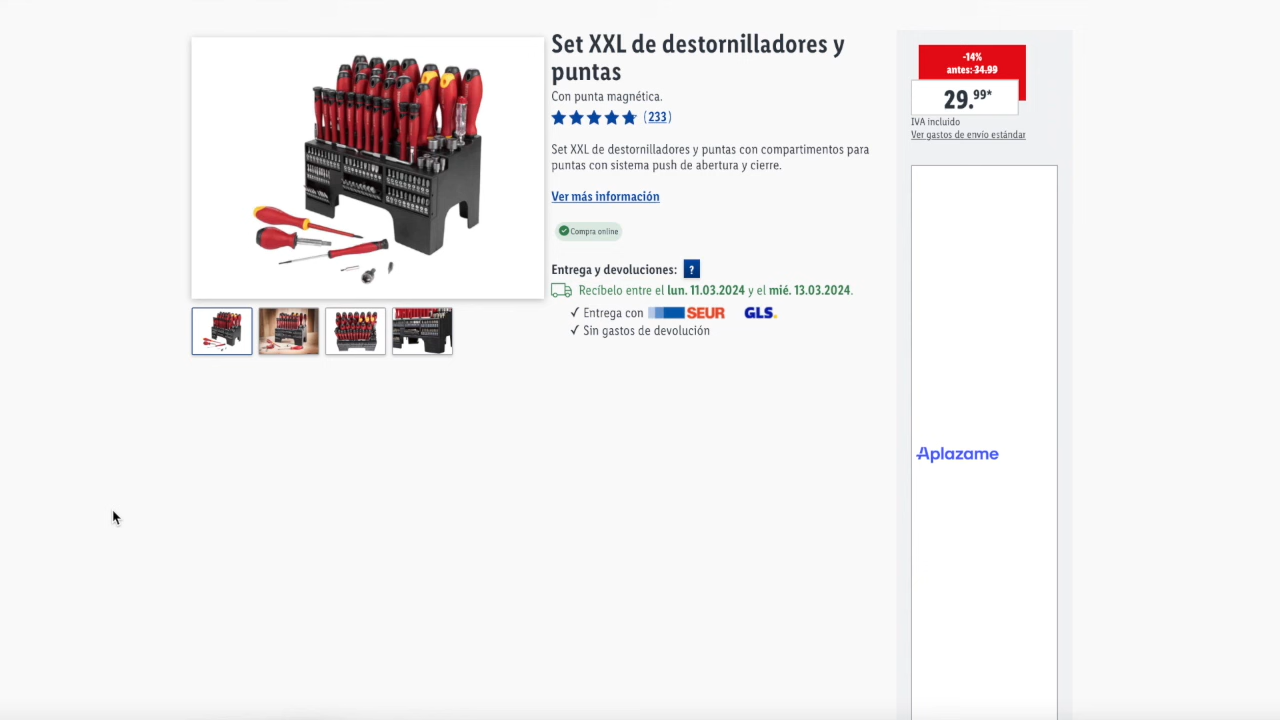 Set XXL de destornilladores y
puntas
Con punta magnética.
(233)
Set XXL de destornilladores y puntas con compartimentos para
puntas con sistema push de abertura y cierre.
Ver más información
Compra online
Entrega y devoluciones: ?
Recíbelo entre el lun. 11.03.2024 y el mié. 13.03.2024.
✓ Entrega con SEUR GLS.
✓ Sin gastos de devolución
-14%
antes: 34.99
29.99*
IVA incluido
Ver gastos de envío estándar
Aplazame